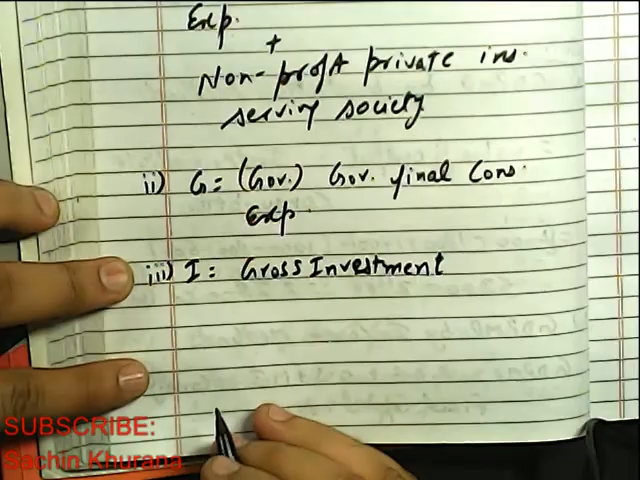 Exp.
+
Non-profit private ins.
serving society
ii) G= (Gov.) Gov. final Cons.
Exp.
iii) I= Gross Investment
SUBSCRIBE:
Sachin Khurana